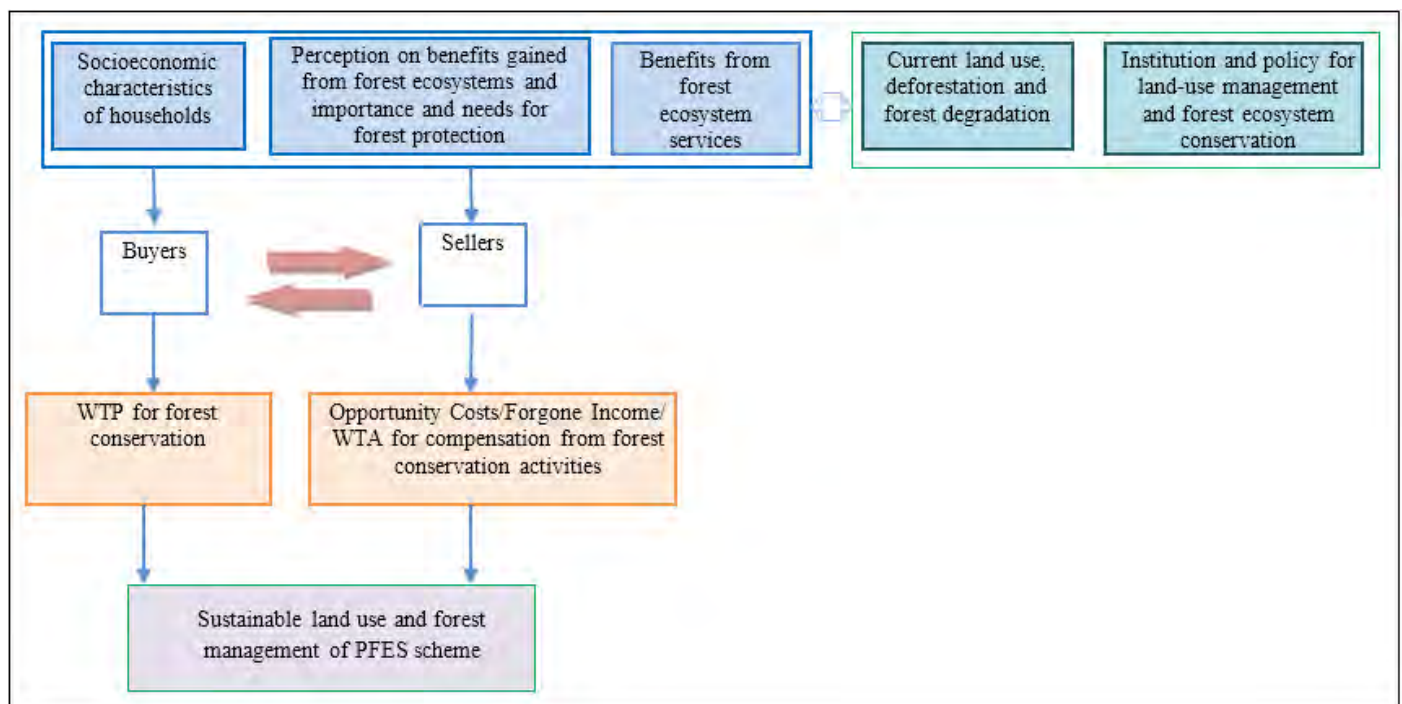 Socioeconomic
characteristics
of households
Perception on benefits gained
from forest ecosystems and
importance and needs for
forest protection
Benefits from
forest
ecosystem
services
Current land use,
deforestation and
forest degradation
Institution and policy for
land-use management
and forest ecosystem
conservation
Buyers
Sellers
WTP for forest
conservation
Opportunity Costs/Forgone Income/
WTA for compensation from forest
conservation activities
Sustainable land use and forest
management of PFES scheme